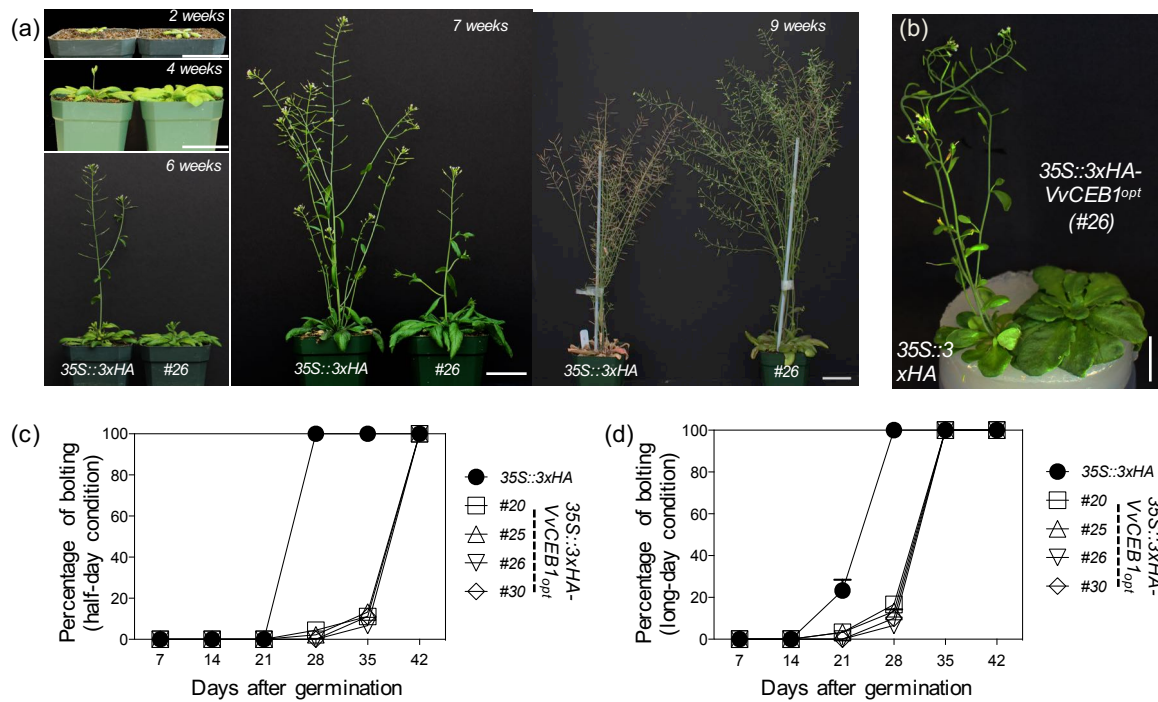 (a)
2 weeks
4 weeks
6 weeks
35S::3xHA
#26
7 weeks
35S::3xHA
#26
9 weeks
35S::3xHA
#26
(b)
35S::3xHA-
VvCEB1opt
(#26)
35S::3
xHA
(c)
Percentage of bolting
(half-day condition)
100
80
60
40
20
0
7 14 21 28 35 42
Days after germination
35S::3xHA
#20
#25
#26
#30
35S::3xHA-
VvCEB1opt
(d)
Percentage of bolting
(long-day condition)
100
80
60
40
20
0
7 14 21 28 35 42
Days after germination
35S::3xHA
#20
#25
#26
#30
35S::3xHA-
VvCEB1opt